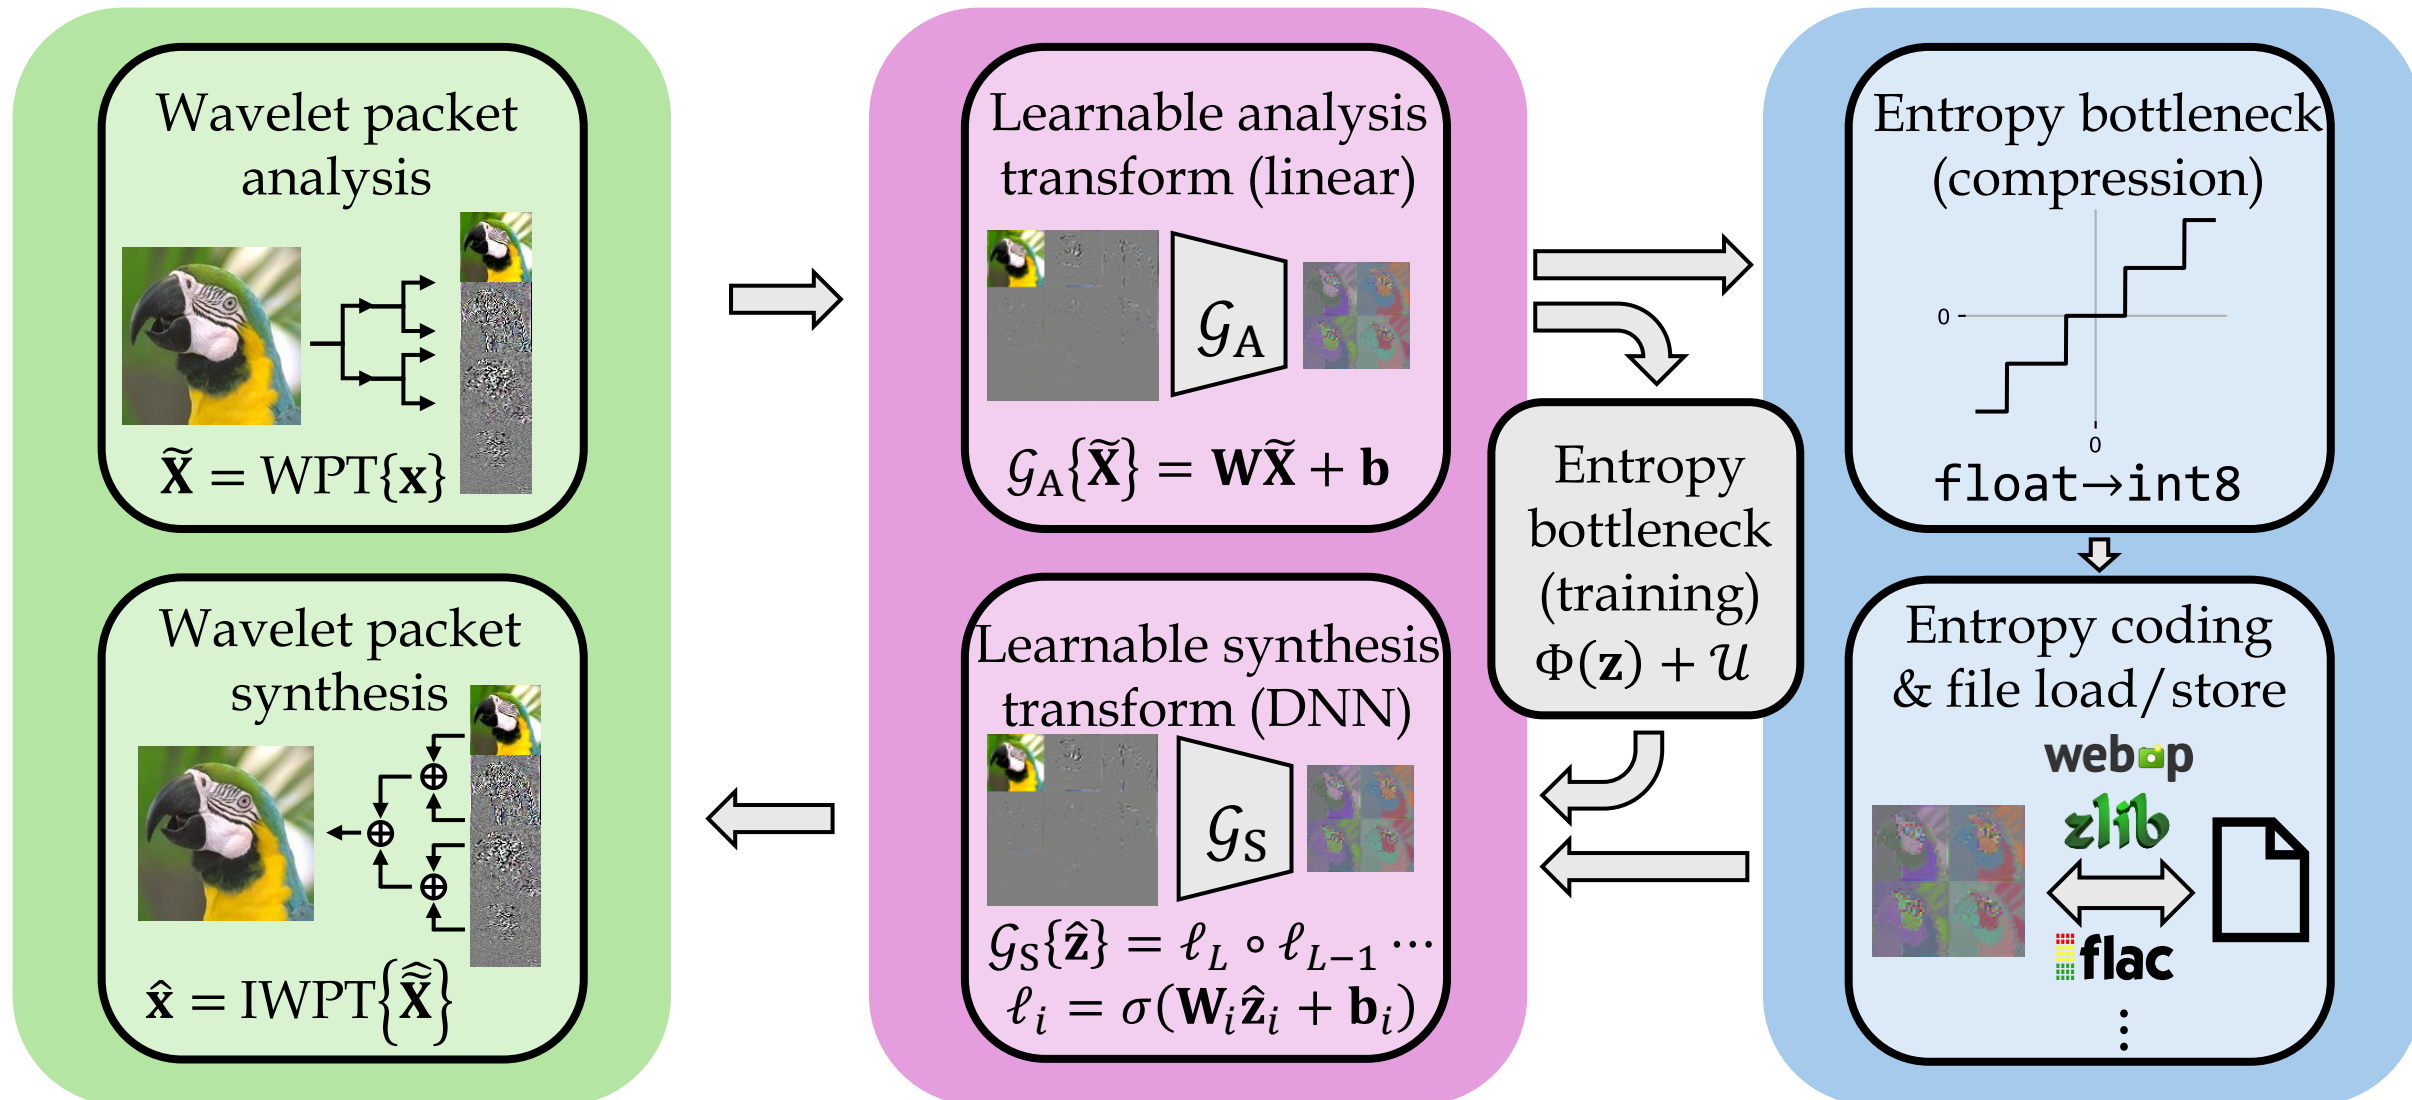 Wavelet packet
analysis
X̃ = WPT{x}
Wavelet packet
synthesis
x̂ = IWPT{X̃̂}
Learnable analysis
transform (linear)
𝒢A
𝒢A{X̃} = WX̃ + b
Learnable synthesis
transform (DNN)
𝒢S
𝒢S{ẑ} = ℓL ∘ ℓL−1 ⋯
ℓi = σ(Wiẑi + bi)
Entropy
bottleneck
(training)
Φ(z) + 𝒰
Entropy bottleneck
(compression)
0
0
float→int8
Entropy coding
& file load/store
webp
zlib
flac
⋮